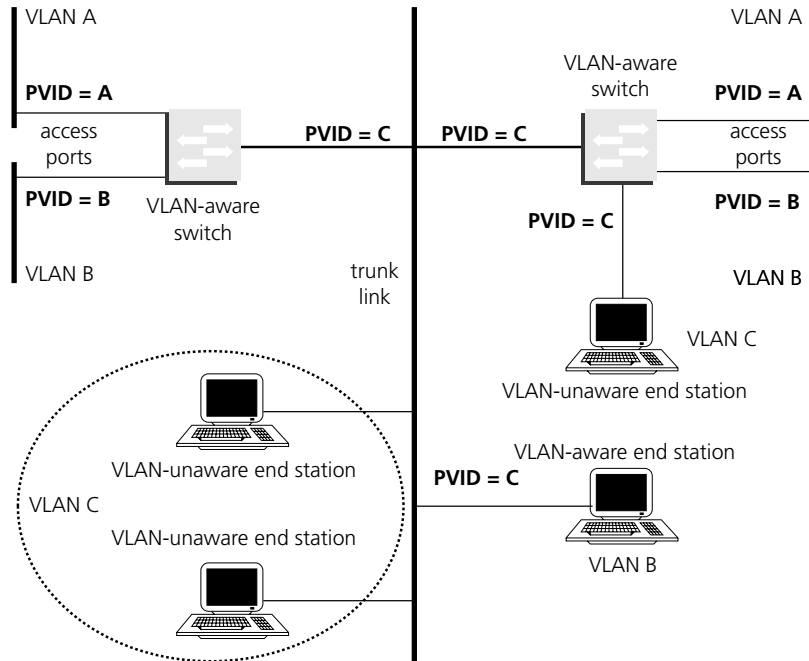 VLAN A
VLAN A
VLAN-aware
switch
PVID = A
PVID = A
access
ports
PVID = C
PVID = C
access
ports
PVID = B
VLAN-aware
switch
PVID = B
PVID = C
VLAN B
trunk
link
VLAN B
VLAN C
VLAN-unaware end station
VLAN-aware end station
VLAN-unaware end station
PVID = C
VLAN C
VLAN-unaware end station
VLAN B